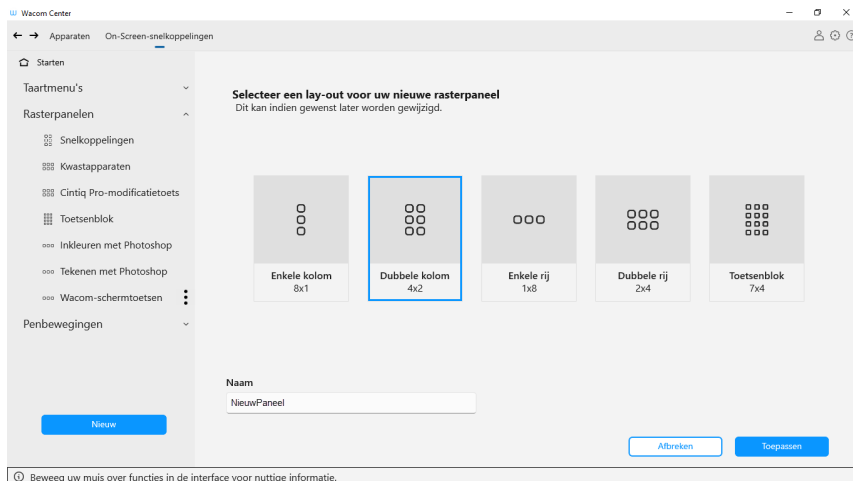 Wacom Center
Apparaten On-Screen-snelkoppelingen
Starten
Taartmenu's
Rasterpanelen
Snelkoppelingen
Kwastapparaten
Cintiq Pro-modificatietoets
Toetsenblok
Inkleuren met Photoshop
Tekenen met Photoshop
Wacom-schermtoetsen
Penbewegingen
Nieuw
Selecteer een lay-out voor uw nieuwe rasterpaneel
Dit kan indien gewenst later worden gewijzigd.
Enkele kolom
8x1
Dubbele kolom
4x2
Enkele rij
1x8
Dubbele rij
2x4
Toetsenblok
7x4
Naam
NieuwPaneel
Afbreken
Toepassen
Beweeg uw muis over functies in de interface voor nuttige informatie.